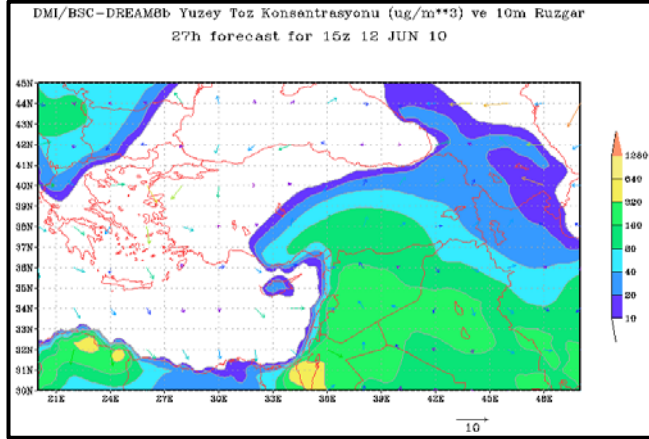 DMI/BSC-DREAM8b Yuzey Toz Konsantrasyonu (ug/m**3) ve 10m Ruzgar
27h forecast for 15z 12 JUN 10
45N
44N
43N
42N
41N
40N
39N
38N
37N
36N
35N
34N
33N
32N
31N
30N
21E 24E 27E 30E 33E 36E 39E 42E 45E 48E
1280
640
320
160
80
40
20
10
10